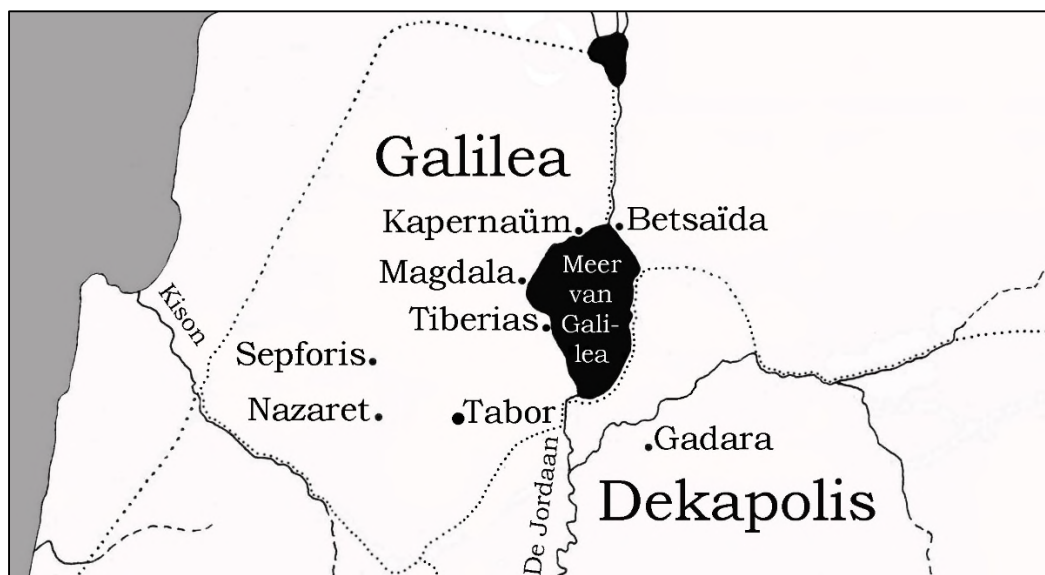 Galilea
Kapernaüm
Betsaïda
Magdala
Meer
van
Gali-
lea
Tiberias
Kison
Sepforis
Nazaret
Tabor
De Jordaan
Gadara
Dekapolis